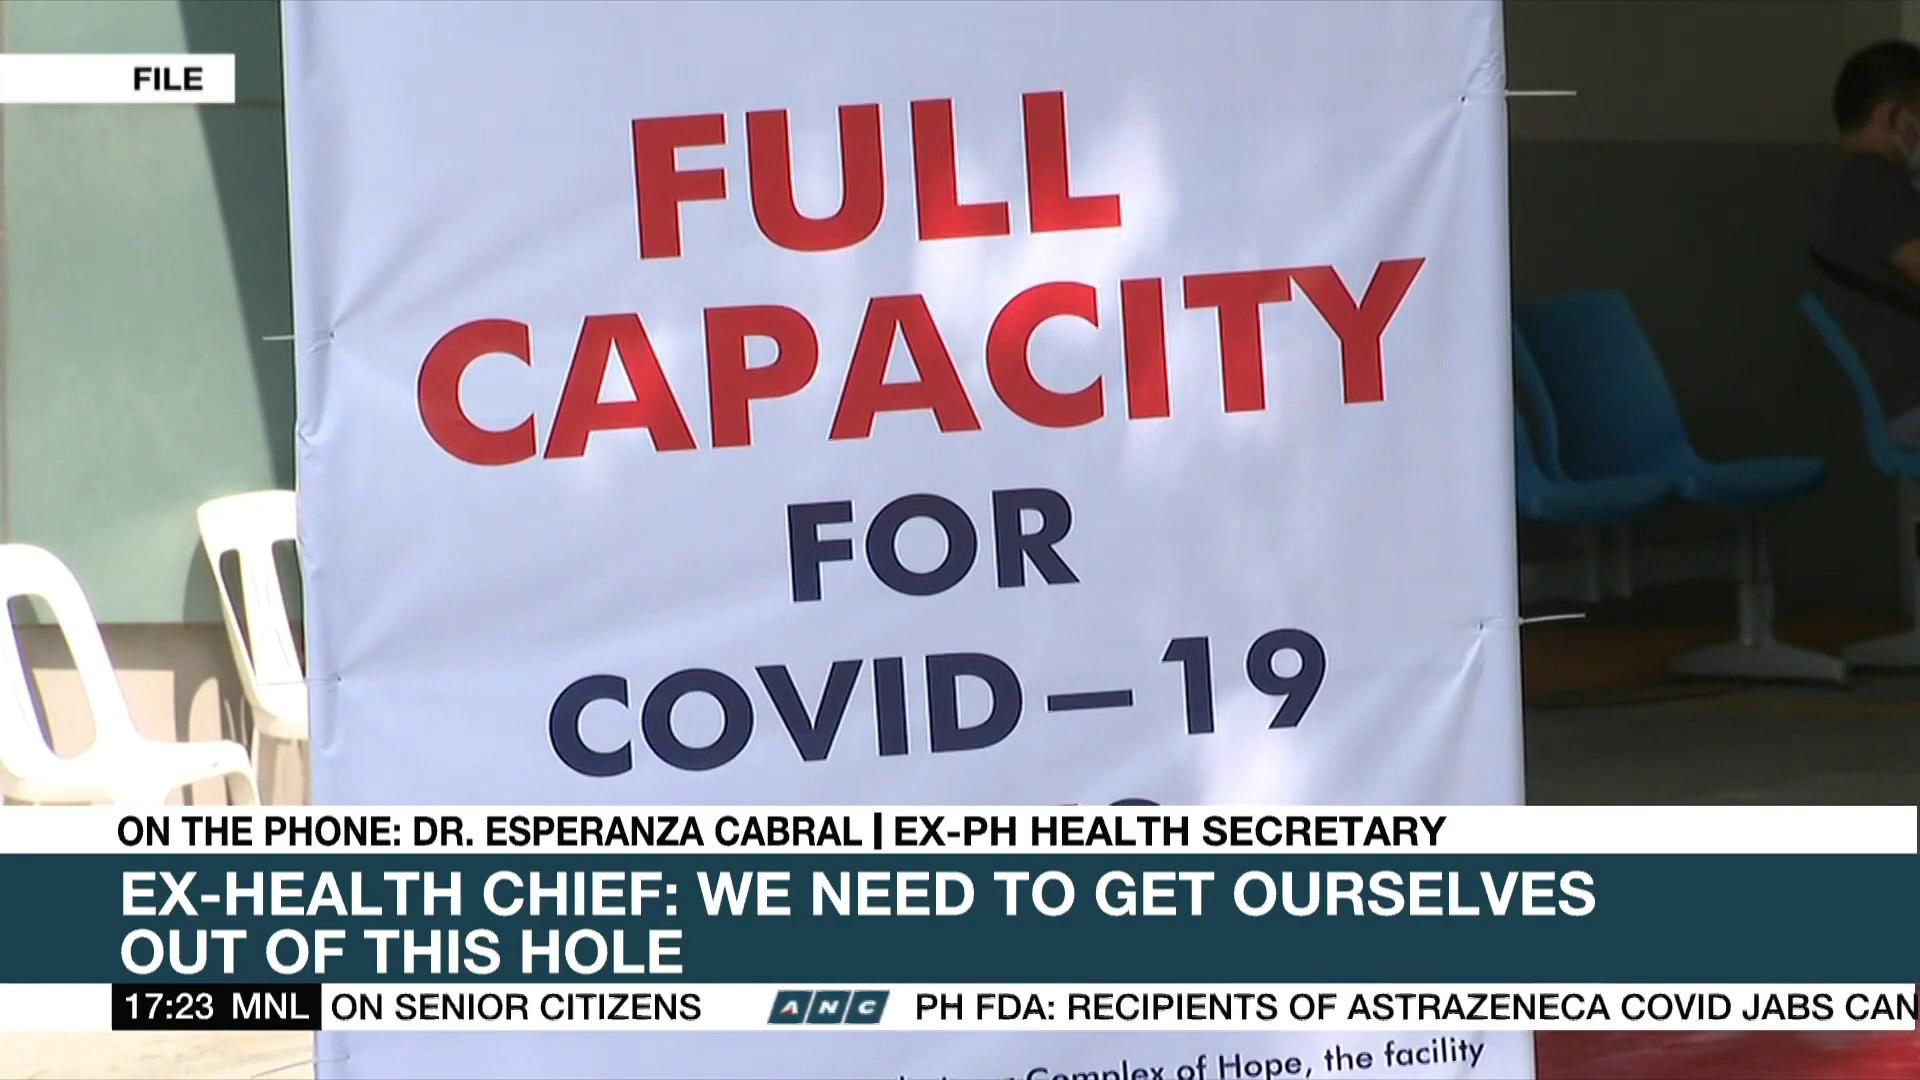 FILE
FULL
CAPACITY
FOR
COVID-19
ON THE PHONE: DR. ESPERANZA CABRAL | EX-PH HEALTH SECRETARY
EX-HEALTH CHIEF: WE NEED TO GET OURSELVES
OUT OF THIS HOLE
17:23 MNL ON SENIOR CITIZENS ANC PH FDA: RECIPIENTS OF ASTRAZENECA COVID JABS CAN
Complex of Hope, the facility